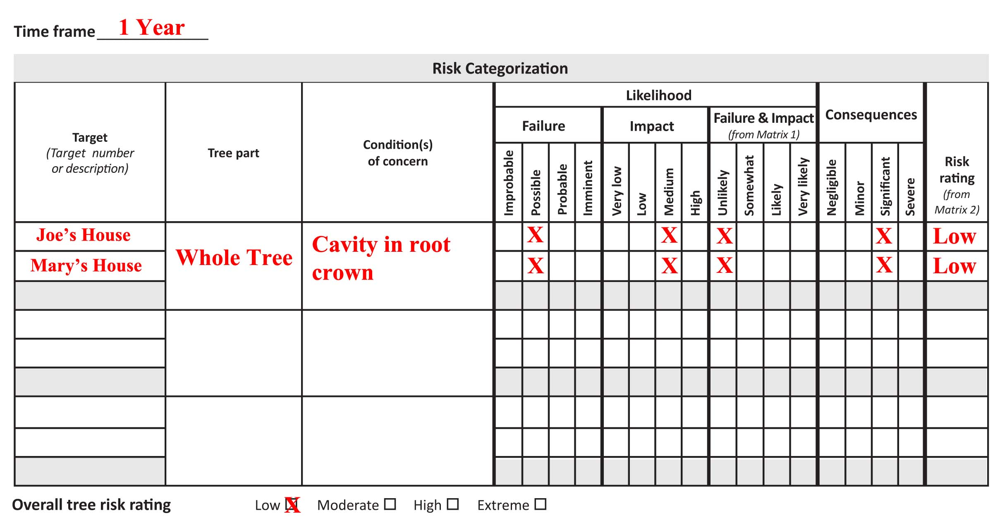 Time frame 1 Year
Risk Categorization
Likelihood
Failure
Impact
Failure & Impact
(from Matrix 1)
Consequences
Target
(Target number
or description)
Tree part
Condition(s)
of concern
Improbable
Possible
Probable
Imminent
Very low
Low
Medium
High
Unlikely
Somewhat
Likely
Very likely
Negligible
Minor
Significant
Severe
Risk
rating
(from
Matrix 2)
Joe’s House
X X X X Low
Whole Tree
Cavity in root
crown
Mary’s House
X X X X Low
Overall tree risk rating Low X Moderate High Extreme